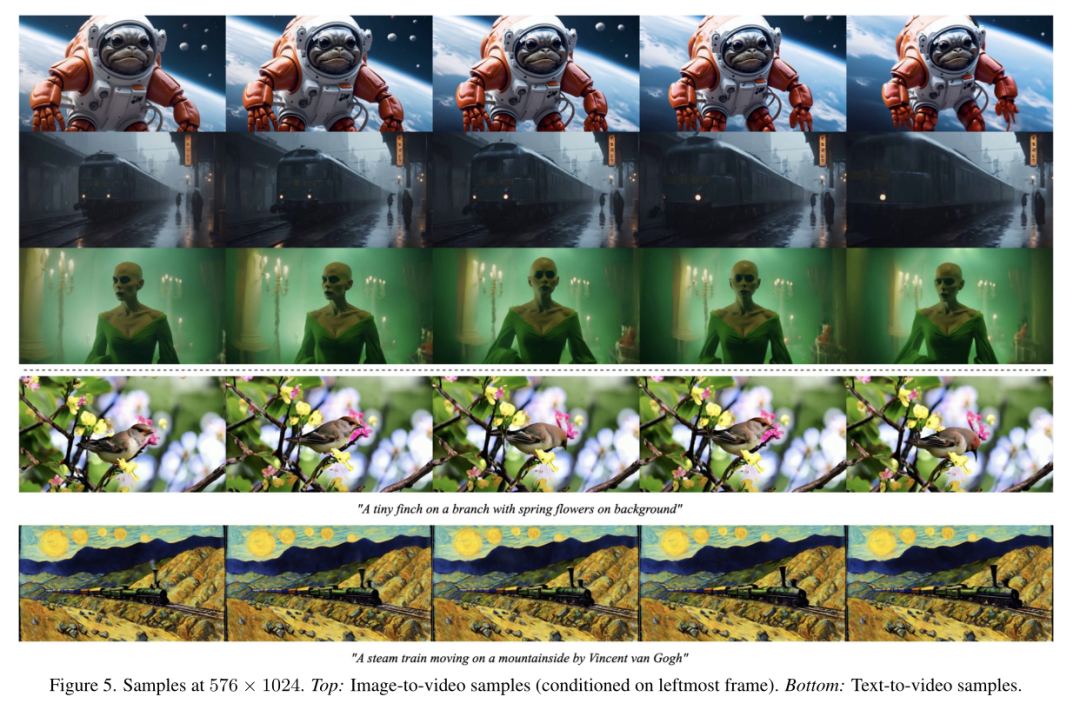 "A tiny finch on a branch with spring flowers on background"
"A steam train moving on a mountainside by Vincent van Gogh"
Figure 5. Samples at 576 × 1024. Top: Image-to-video samples (conditioned on leftmost frame). Bottom: Text-to-video samples.